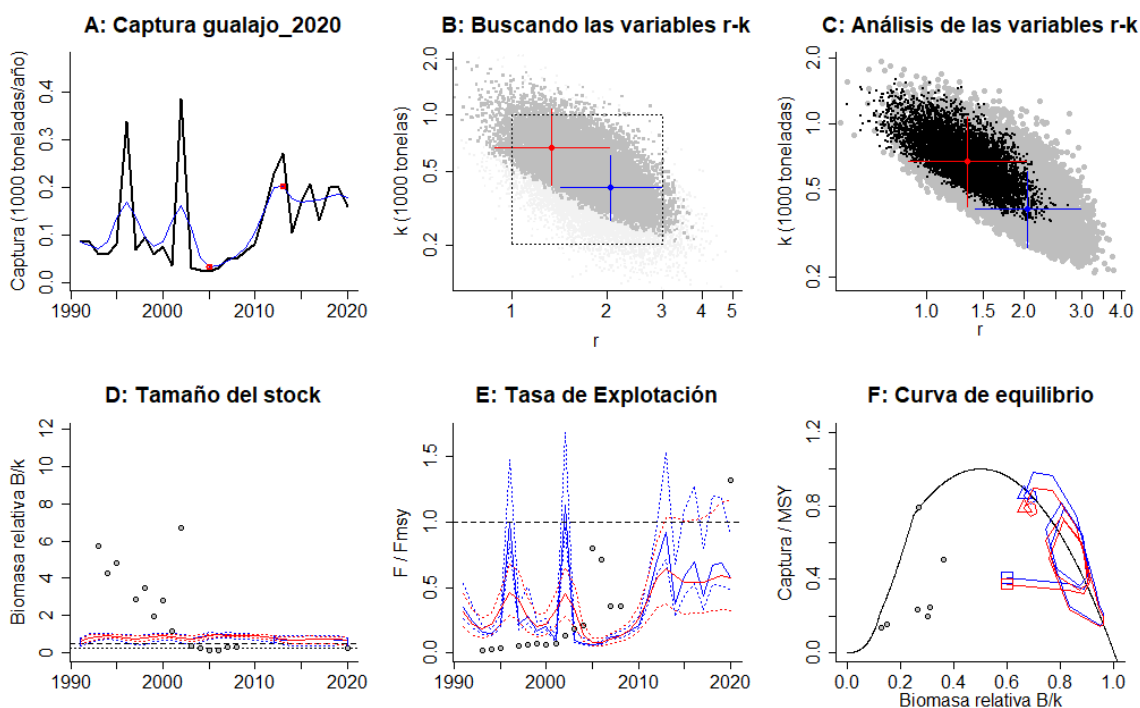 A: Captura gualajo_2020
B: Buscando las variables r-k
C: Análisis de las variables r-k
Captura (1000 toneladas/año)
0.0 0.1 0.2 0.3 0.4
1990 2000 2010 2020
k (1000 tonelas)
0.2 0.5 1.0 2.0
1 2 3 4 5
r
k (1000 toneladas)
0.2 0.5 1.0 2.0
1.0 1.5 2.0 3.0 4.0
r
D: Tamaño del stock
E: Tasa de Explotación
F: Curva de equilibrio
Biomasa relativa B/k
0 2 4 6 8 10 12
1990 2000 2010 2020
F / Fmsy
0.0 0.5 1.0 1.5
1990 2000 2010 2020
Captura / MSY
0.0 0.4 0.8 1.2
0.0 0.2 0.4 0.6 0.8 1.0
Biomasa relativa B/k